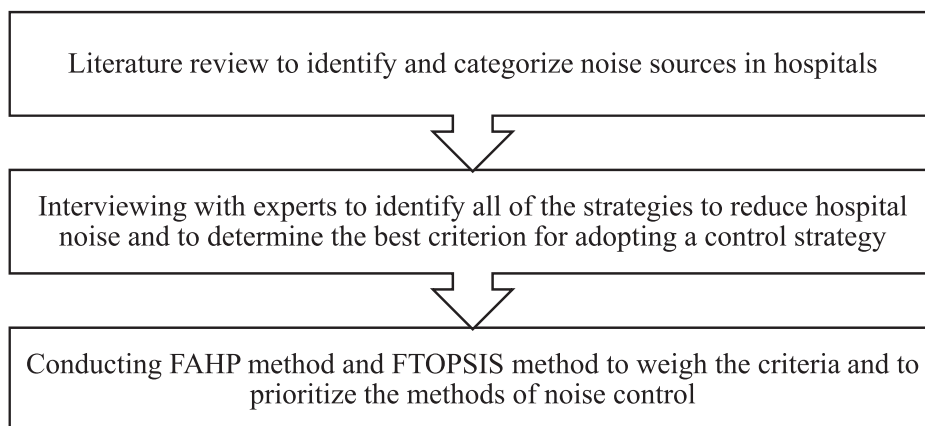 Literature review to identify and categorize noise sources in hospitals
Interviewing with experts to identify all of the strategies to reduce hospital
noise and to determine the best criterion for adopting a control strategy
Conducting FAHP method and FTOPSIS method to weigh the criteria and to
prioritize the methods of noise control